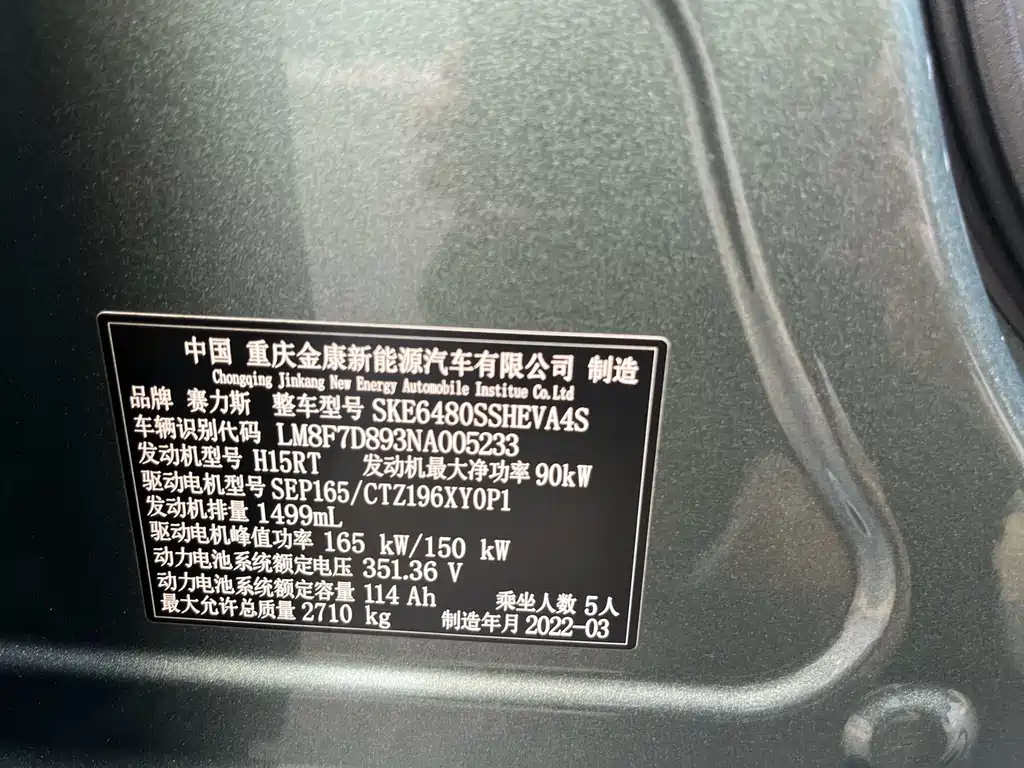 中国 重庆金康新能源汽车有限公司 制造
Chongqing Jinkang New Energy Automobile Institue Co.Ltd
品牌 赛力斯 整车型号 SKE6480SSHEVA4S
车辆识别代码 LM8F7D893NA005233
发动机型号 H15RT 发动机最大净功率 90kW
驱动电机型号 SEP165/CTZ196XY0P1
发动机排量 1499mL
驱动电机峰值功率 165 kW/150 kW
动力电池系统额定电压 351.36 V
动力电池系统额定容量 114 Ah 乘坐人数 5人
最大允许总质量 2710 kg 制造年月 2022-03